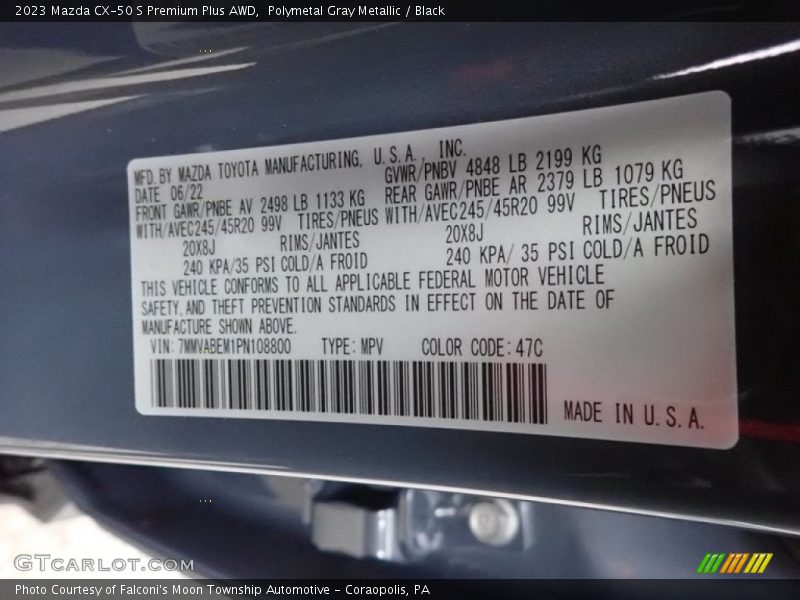 2023 Mazda CX-50 S Premium Plus AWD, Polymetal Gray Metallic / Black
MFD. BY MAZDA TOYOTA MANUFACTURING, U.S.A. INC.
DATE 06/22 GVWR/PNBV 4848 LB 2199 KG
FRONT GAWR/PNBE AV 2498 LB 1133 KG REAR GAWR/PNBE AR 2379 LB 1079 KG
WITH/AVEC245/45R20 99V TIRES/PNEUS WITH/AVEC245/45R20 99V TIRES/PNEUS
20X8J RIMS/JANTES 20X8J RIMS/JANTES
240 KPA/35 PSI COLD/A FROID 240 KPA/ 35 PSI COLD/A FROID
THIS VEHICLE CONFORMS TO ALL APPLICABLE FEDERAL MOTOR VEHICLE
SAFETY, AND THEFT PREVENTION STANDARDS IN EFFECT ON THE DATE OF
MANUFACTURE SHOWN ABOVE.
VIN: 7MMVABEM1PN108800 TYPE: MPV COLOR CODE: 47C
MADE IN U.S.A.
GTCARLOT.COM
Photo Courtesy of Falconi's Moon Township Automotive - Coraopolis, PA